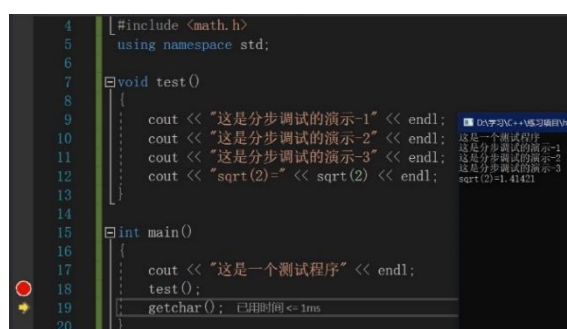 4 #include <math.h>
5 using namespace std;
6
7 void test()
8 {
9 cout << "这是分步调试的演示-1" << endl;
10 cout << "这是分步调试的演示-2" << endl;
11 cout << "这是分步调试的演示-3" << endl;
12 cout << "sqrt(2)=" << sqrt(2) << endl;
13 }
14
15 int main()
16 {
17 cout << "这是一个测试程序" << endl;
18 test();
19 getchar(); 已用时间 <= 1ms
20
D:\学习\C++\练习项目\
这是一个测试程序
这是分步调试的演示-1
这是分步调试的演示-2
这是分步调试的演示-3
sqrt(2)=1.41421